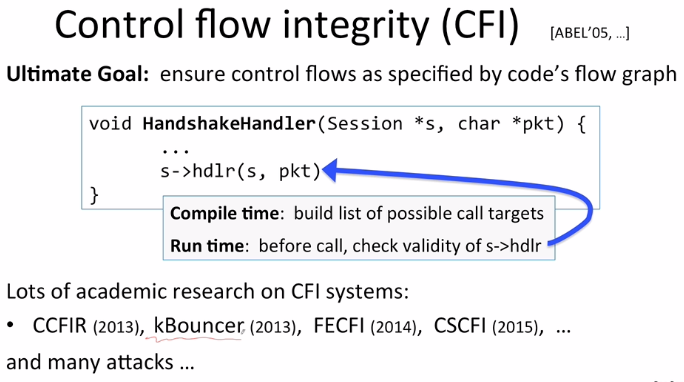 Control flow integrity (CFI) [ABEL'05, …]
Ultimate Goal: ensure control flows as specified by code's flow graph
void HandshakeHandler(Session *s, char *pkt) {
...
s->hdlr(s, pkt)
}
Compile time: build list of possible call targets
Run time: before call, check validity of s->hdlr
Lots of academic research on CFI systems:
• CCFIR (2013), kBouncer (2013), FECFI (2014), CSCFI (2015), …
and many attacks …